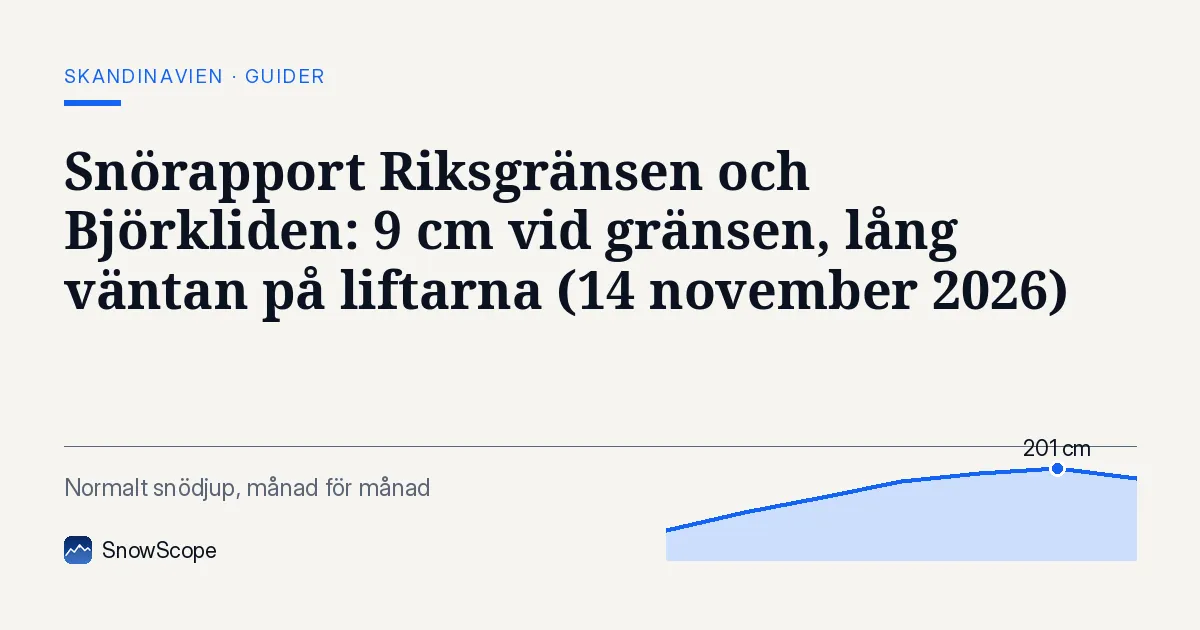 SKANDINAVIEN · GUIDER
Snörapport Riksgränsen och
Björkliden: 9 cm vid gränsen, lång
väntan på liftarna (14 november 2026)
201 cm
Normalt snödjup, månad för månad
SnowScope